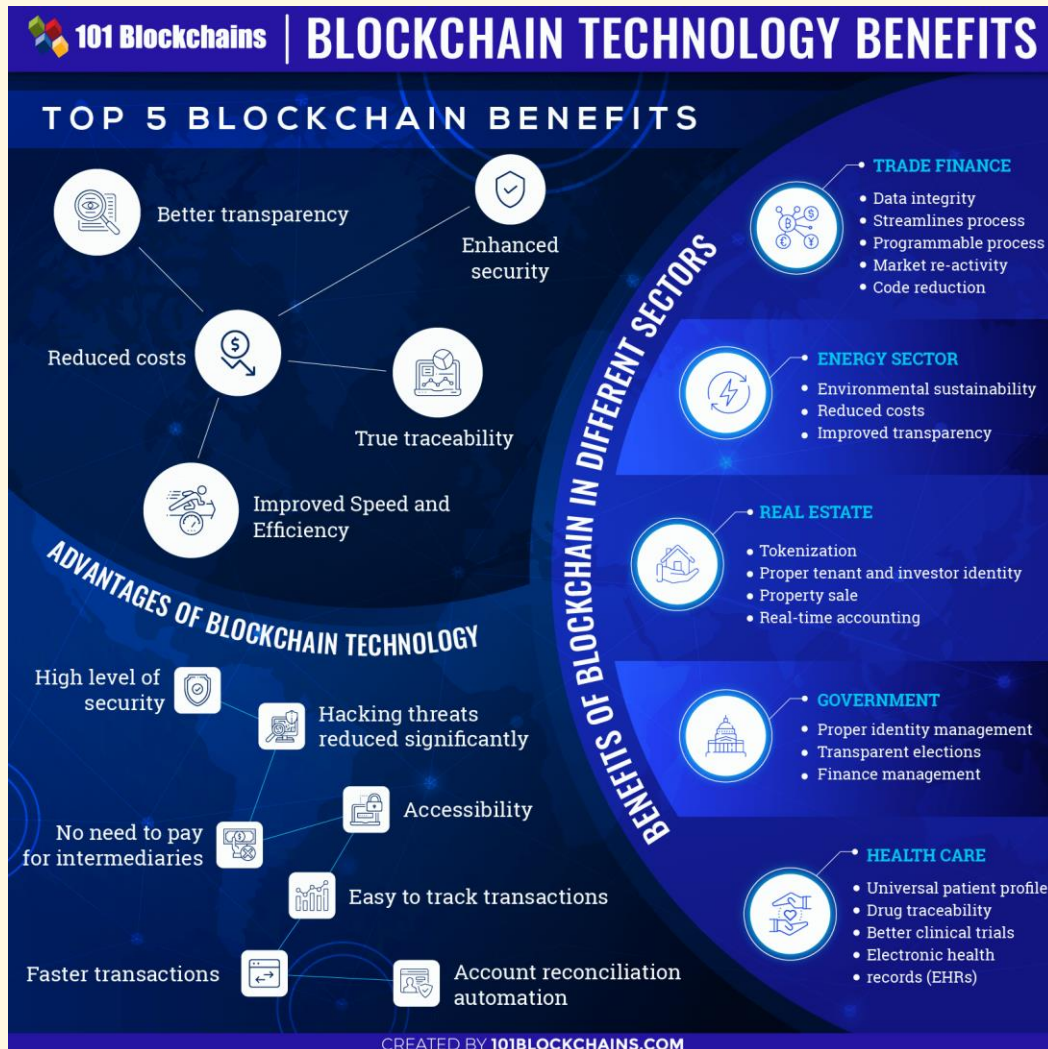 101 Blockchains
BLOCKCHAIN TECHNOLOGY BENEFITS
TOP 5 BLOCKCHAIN BENEFITS
Better transparency
Enhanced
security
Reduced costs
True traceability
Improved Speed and
Efficiency
ADVANTAGES OF BLOCKCHAIN TECHNOLOGY
High level of
security
Hacking threats
reduced significantly
No need to pay
for intermediaries
Accessibility
Easy to track transactions
Faster transactions
Account reconciliation
automation
BENEFITS OF BLOCKCHAIN IN DIFFERENT SECTORS
TRADE FINANCE
• Data integrity
• Streamlines process
• Programmable process
• Market re-activity
• Code reduction
ENERGY SECTOR
• Environmental sustainability
• Reduced costs
• Improved transparency
REAL ESTATE
• Tokenization
• Proper tenant and investor identity
• Property sale
• Real-time accounting
GOVERNMENT
• Proper identity management
• Transparent elections
• Finance management
HEALTH CARE
• Universal patient profile
• Drug traceability
• Better clinical trials
• Electronic health
• records (EHRs)
CREATED BY 101BLOCKCHAINS.COM